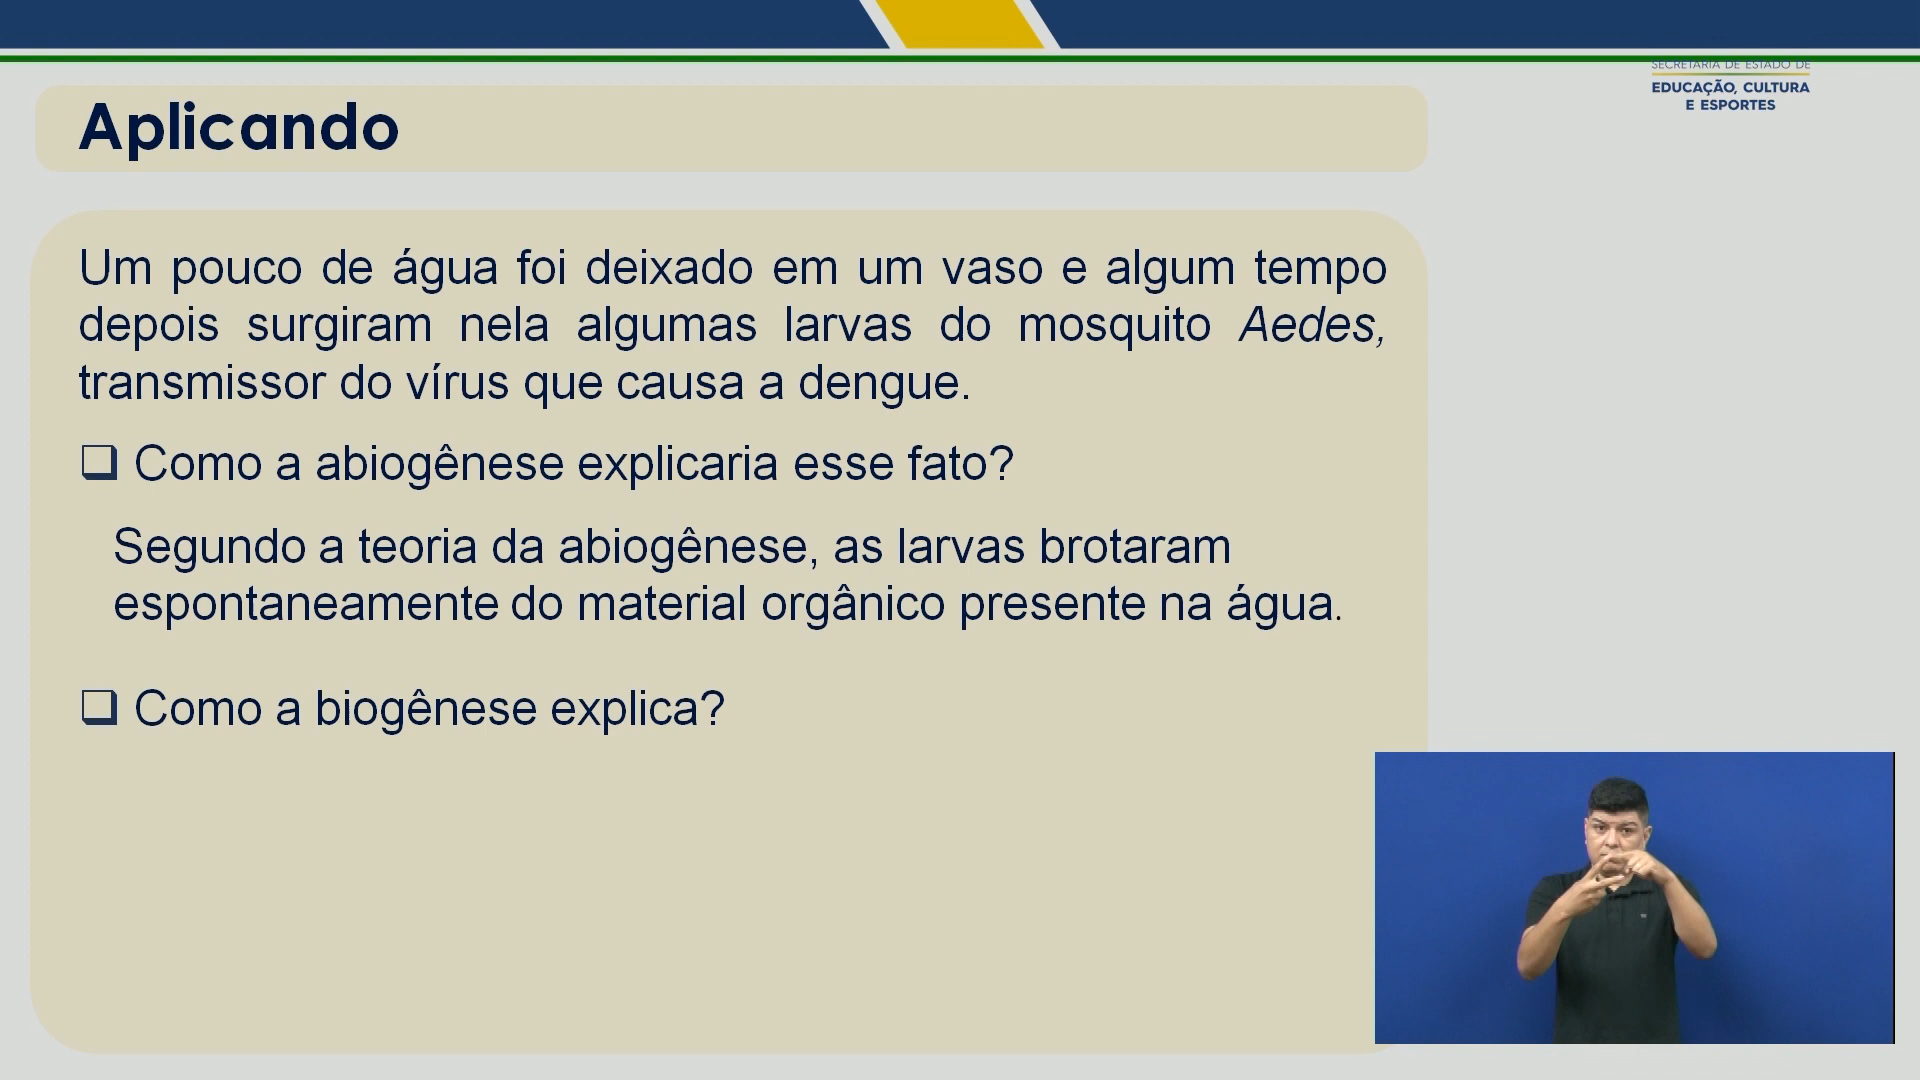 SECRETARIA DE ESTADO DE
EDUCAÇÃO, CULTURA
E ESPORTES
Aplicando
Um pouco de água foi deixado em um vaso e algum tempo
depois surgiram nela algumas larvas do mosquito Aedes,
transmissor do vírus que causa a dengue.
❑ Como a abiogênese explicaria esse fato?
Segundo a teoria da abiogênese, as larvas brotaram
espontaneamente do material orgânico presente na água.
❑ Como a biogênese explica?